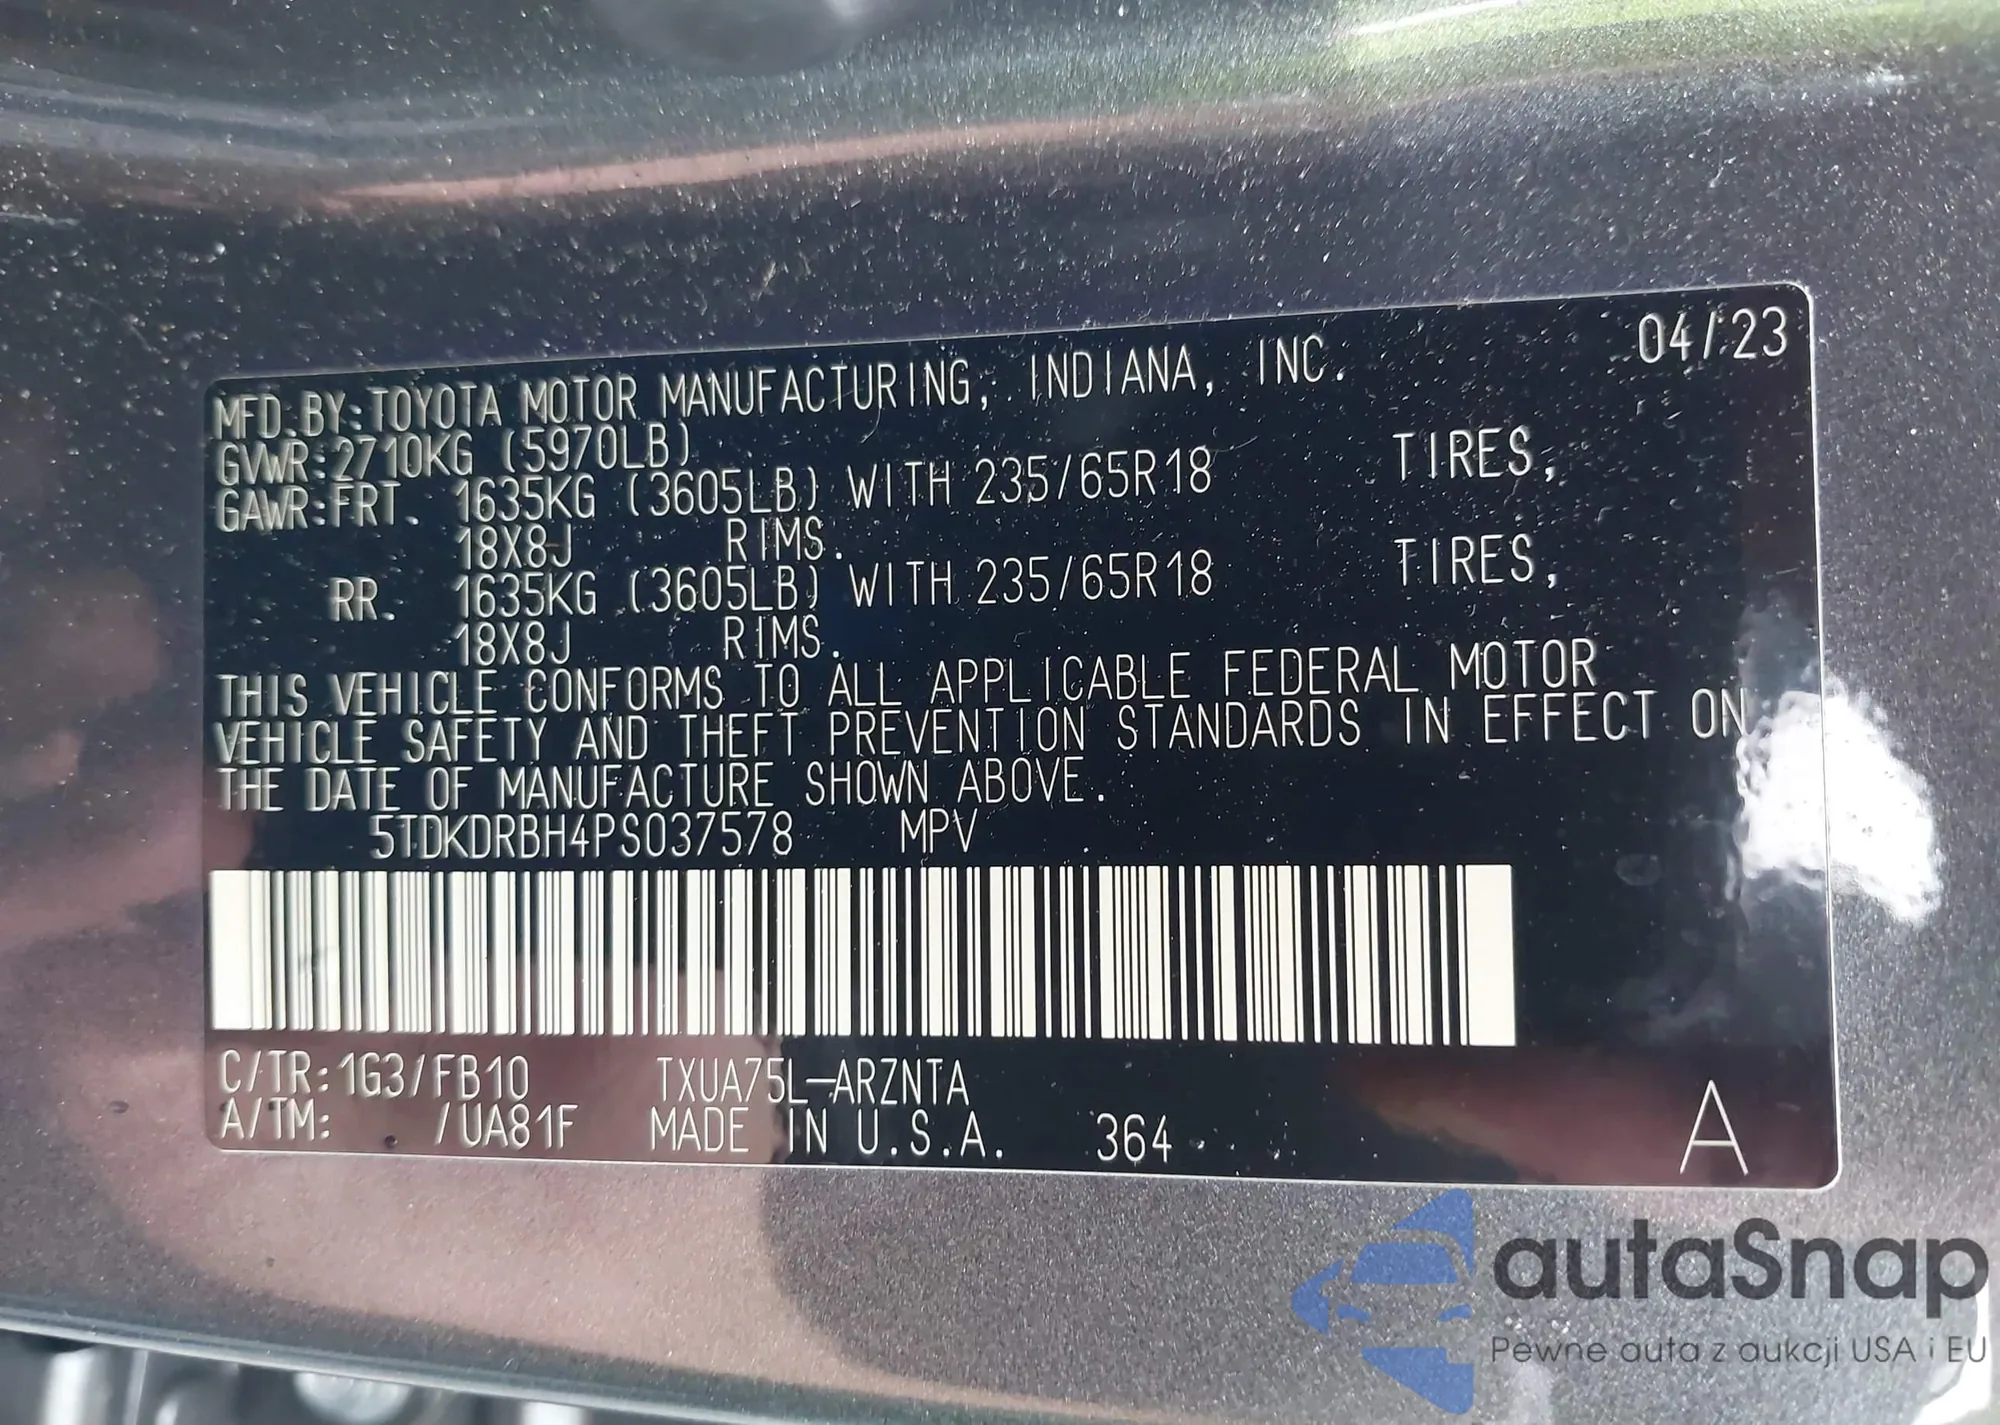 04/23
MFD.BY:TOYOTA MOTOR MANUFACTURING, INDIANA, INC.
GVWR:2710KG (5970LB)
GAWR:FRT. 1635KG (3605LB) WITH 235/65R18 TIRES,
18X8J RIMS.
RR. 1635KG (3605LB) WITH 235/65R18 TIRES,
18X8J RIMS.
THIS VEHICLE CONFORMS TO ALL APPLICABLE FEDERAL MOTOR
VEHICLE SAFETY AND THEFT PREVENTION STANDARDS IN EFFECT ON
THE DATE OF MANUFACTURE SHOWN ABOVE.
5TDKDRBH4PS037578 MPV
C/TR:1G3/FB10 TXUA75L-ARZNTA
A/TM: /UA81F MADE IN U.S.A. 364 A
autaSnap
Pewne auta z aukcji USA i EU